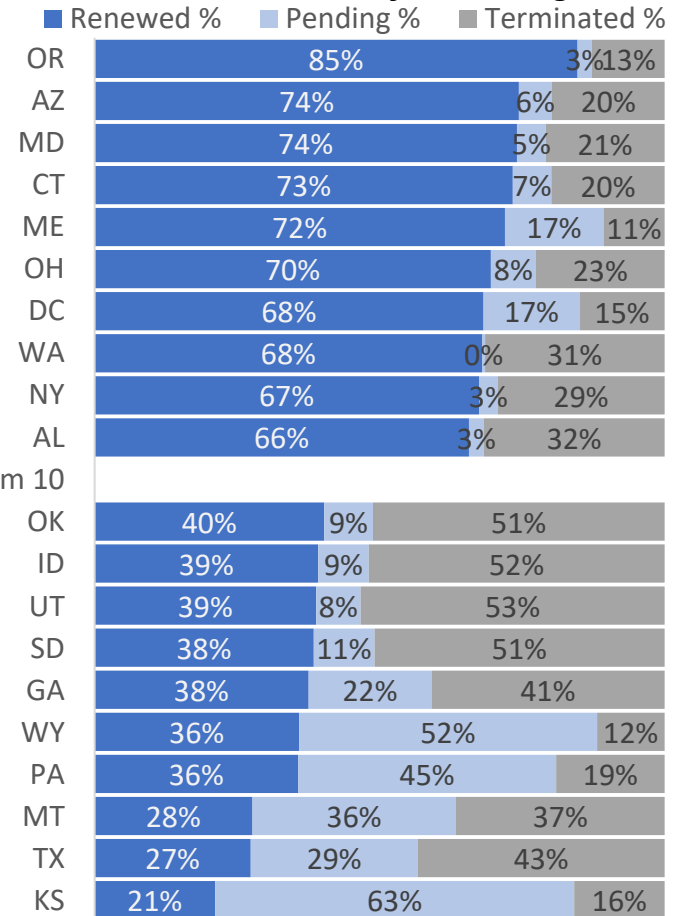 Renewed % Pending % Terminated %
OR 85% 3% 13%
AZ 74% 6% 20%
MD 74% 5% 21%
CT 73% 7% 20%
ME 72% 17% 11%
OH 70% 8% 23%
DC 68% 17% 15%
WA 68% 0% 31%
NY 67% 3% 29%
AL 66% 3% 32%
m 10
OK 40% 9% 51%
ID 39% 9% 52%
UT 39% 8% 53%
SD 38% 11% 51%
GA 38% 22% 41%
WY 36% 52% 12%
PA 36% 45% 19%
MT 28% 36% 37%
TX 27% 29% 43%
KS 21% 63% 16%